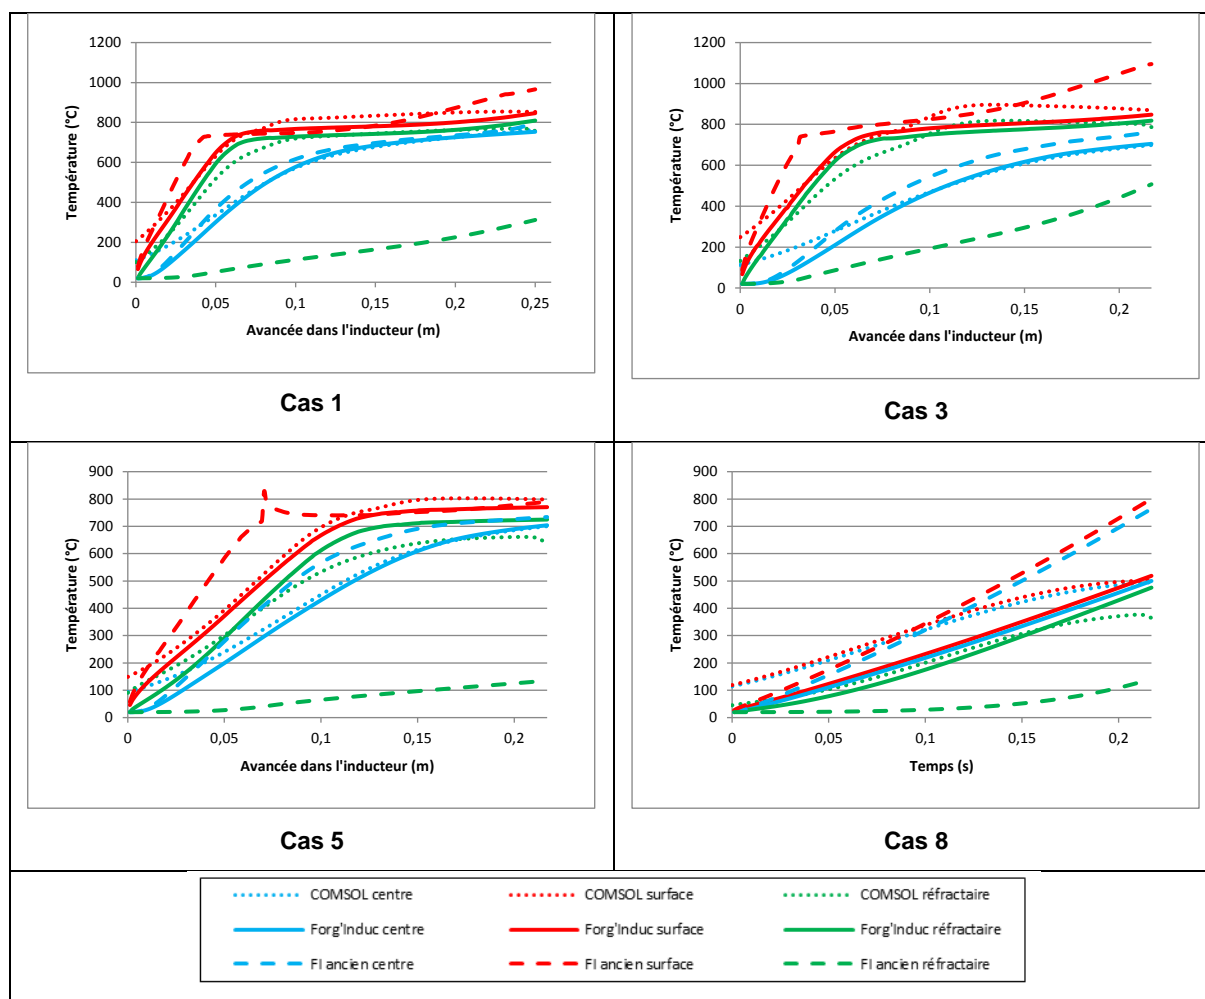 1200
1000
800
600
400
200
0
Température (°C)
0 0,05 0,1 0,15 0,2 0,25
Avancée dans l'inducteur (m)
Cas 1
1200
1000
800
600
400
200
0
Température (°C)
0 0,05 0,1 0,15 0,2
Avancée dans l'inducteur (m)
Cas 3
900
800
700
600
500
400
300
200
100
0
Température (°C)
0 0,05 0,1 0,15 0,2
Avancée dans l'inducteur (m)
Cas 5
900
800
700
600
500
400
300
200
100
0
Température (°C)
0 0,05 0,1 0,15 0,2
Temps (s)
Cas 8
COMSOL centre COMSOL surface COMSOL réfractaire
Forg'Induc centre Forg'Induc surface Forg'Induc réfractaire
FI ancien centre FI ancien surface FI ancien réfractaire